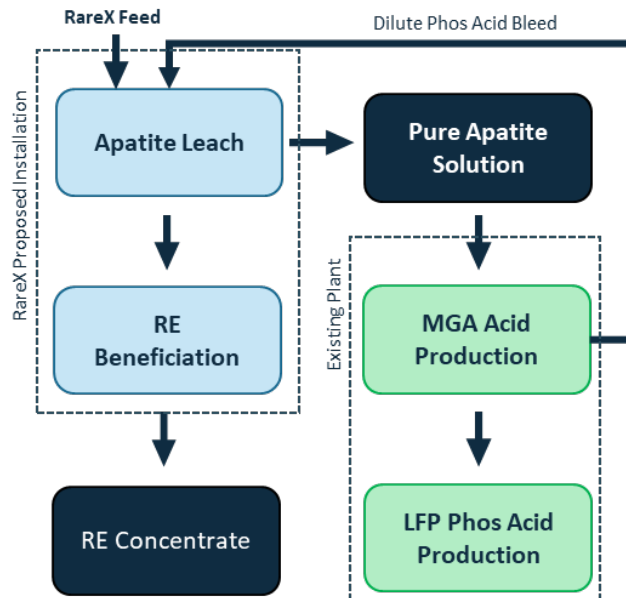 RareX Feed
Dilute Phos Acid Bleed
RareX Proposed Installation
Apatite Leach
Pure Apatite
Solution
Existing Plant
RE
Beneficiation
MGA Acid
Production
RE Concentrate
LFP Phos Acid
Production